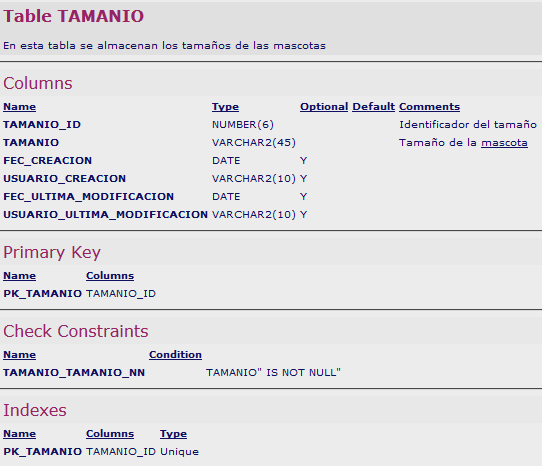 Table TAMANIO
En esta tabla se almacenan los tamaños de las mascotas
Columns
Name Type Optional Default Comments
TAMANIO_ID NUMBER(6) Identificador del tamaño
TAMANIO VARCHAR2(45) Tamaño de la mascota
FEC_CREACION DATE Y
USUARIO_CREACION VARCHAR2(10) Y
FEC_ULTIMA_MODIFICACION DATE Y
USUARIO_ULTIMA_MODIFICACION VARCHAR2(10) Y
Primary Key
Name Columns
PK_TAMANIO TAMANIO_ID
Check Constraints
Name Condition
TAMANIO_TAMANIO_NN TAMANIO" IS NOT NULL"
Indexes
Name Columns Type
PK_TAMANIO TAMANIO_ID Unique